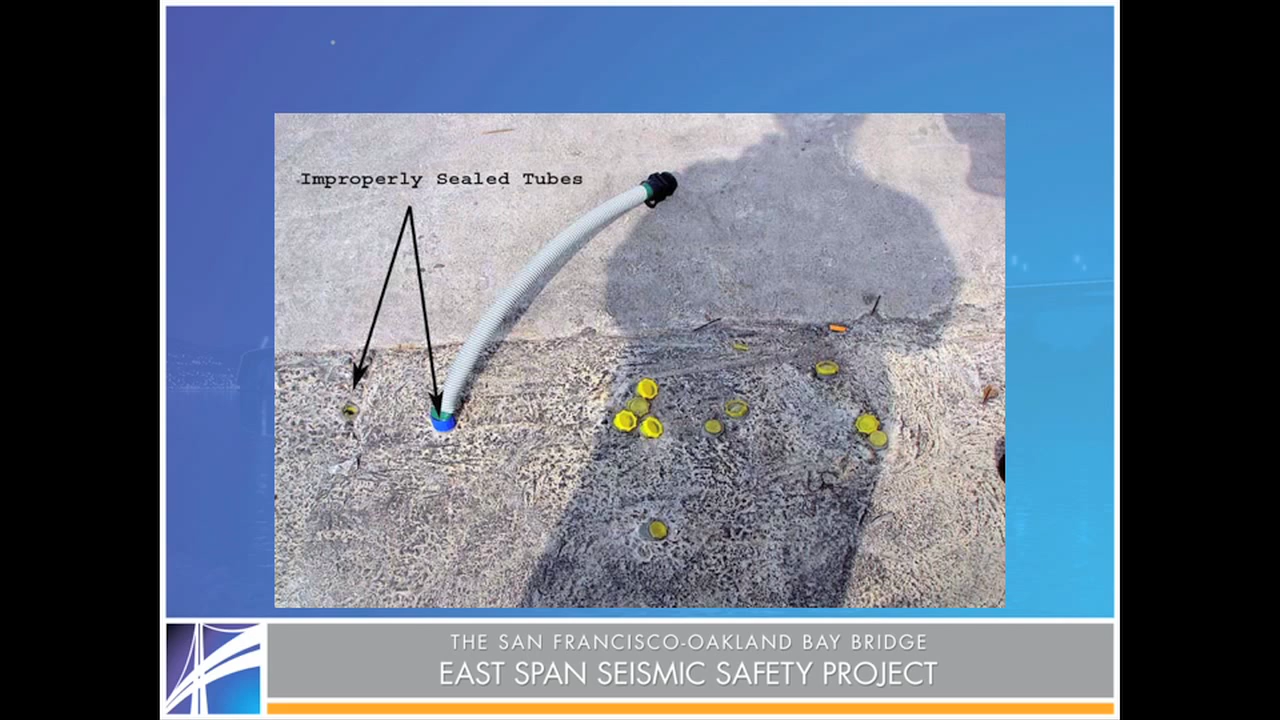 Improperly Sealed Tubes
THE SAN FRANCISCO-OAKLAND BAY BRIDGE
EAST SPAN SEISMIC SAFETY PROJECT